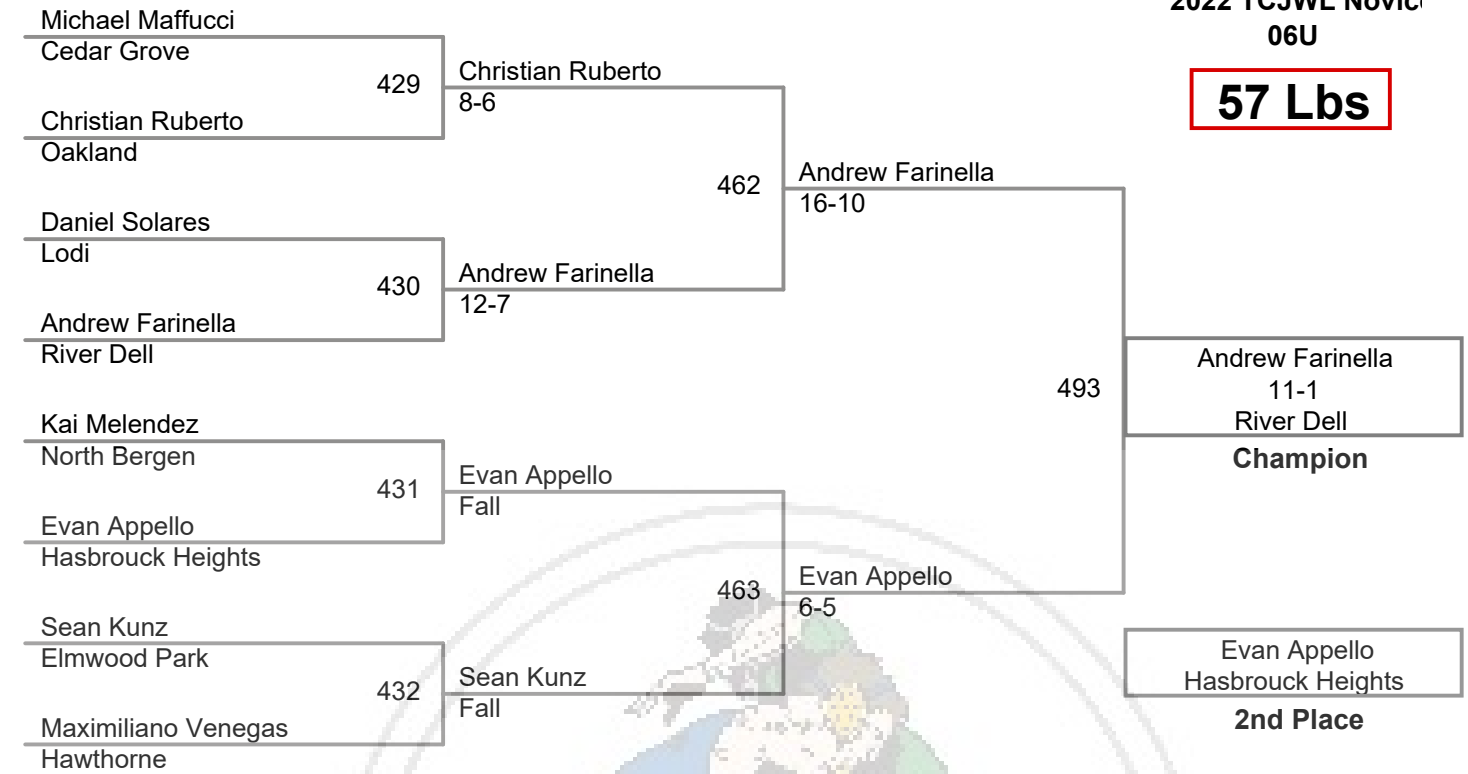 2022 TCJWL
06U
57 Lbs
Michael Maffucci
Cedar Grove
429
Christian Ruberto
Oakland
Christian Ruberto
8-6
Daniel Solares
Lodi
430
Andrew Farinella
River Dell
Andrew Farinella
12-7
462
Andrew Farinella
16-10
Kai Melendez
North Bergen
431
Evan Appello
Hasbrouck Heights
Evan Appello
Fall
Sean Kunz
Elmwood Park
432
Maximiliano Venegas
Hawthorne
Sean Kunz
Fall
463
Evan Appello
6-5
493
Andrew Farinella
11-1
River Dell
Champion
Evan Appello
Hasbrouck Heights
2nd Place